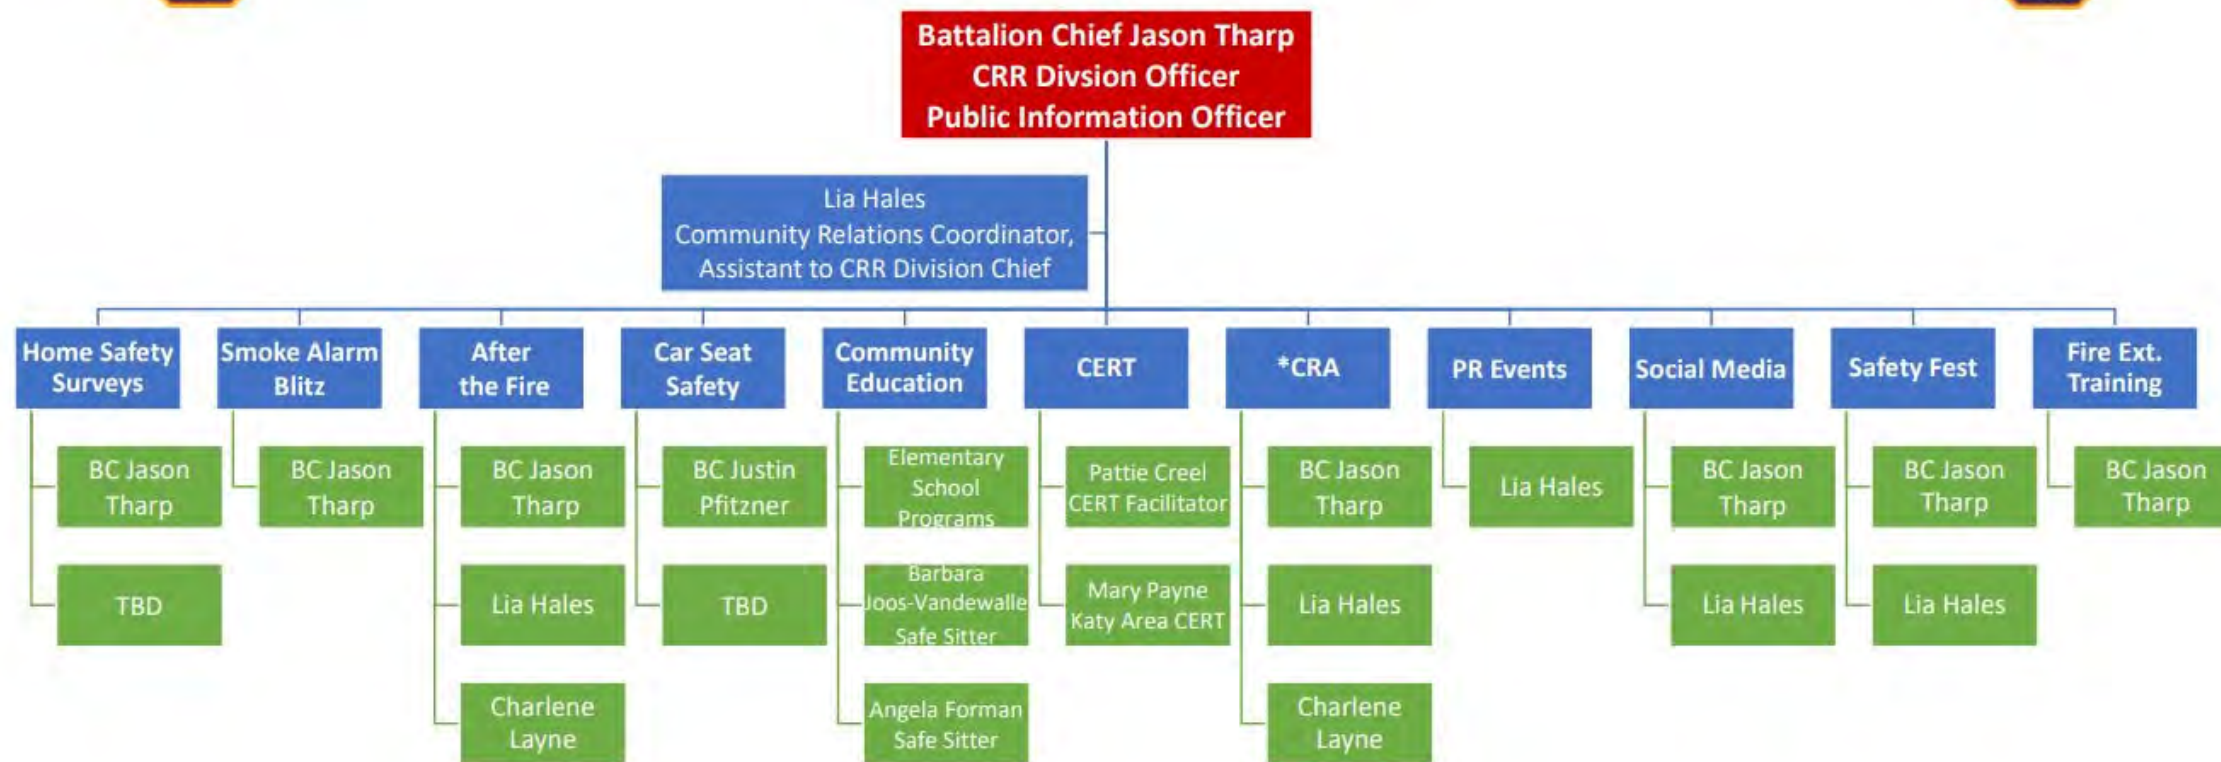 Battalion Chief Jason Tharp
CRR Divsion Officer
Public Information Officer
Lia Hales
Community Relations Coordinator,
Assistant to CRR Division Chief
Home Safety
Surveys
BC Jason
Tharp
TBD
Smoke Alarm
Blitz
BC Jason
Tharp
After
the Fire
BC Jason
Tharp
Lia Hales
Charlene
Layne
Car Seat
Safety
BC Justin
Pfitzner
TBD
Community
Education
Elementary
School
Programs
Barbara
Joos-Vandewalle
Safe Sitter
Angela Forman
Safe Sitter
CERT
Pattie Creel
CERT Facilitator
Mary Payne
Katy Area CERT
*CRA
BC Jason
Tharp
Lia Hales
Charlene
Layne
PR Events
Lia Hales
Social Media
BC Jason
Tharp
Lia Hales
Safety Fest
BC Jason
Tharp
Lia Hales
Fire Ext.
Training
BC Jason
Tharp